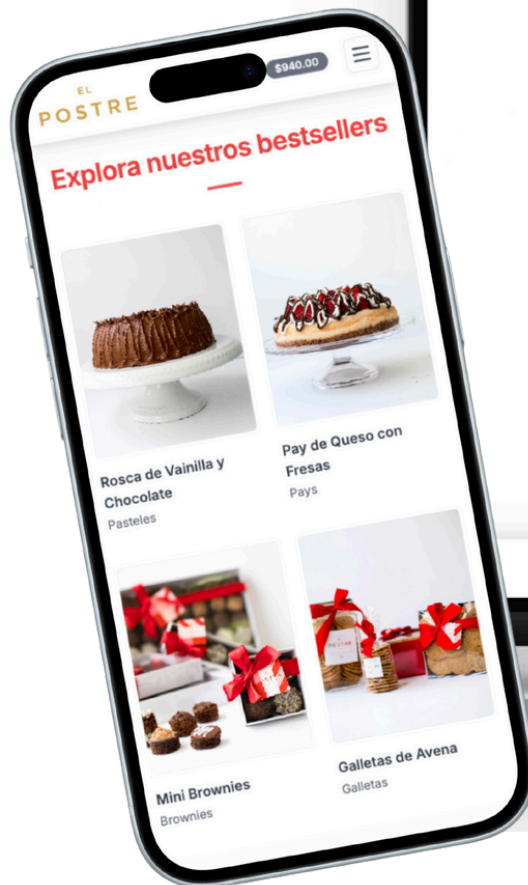 EL
POSTRE
$940.00
Explora nuestros bestsellers
Rosca de Vainilla y
Chocolate
Pasteles
Pay de Queso con
Fresas
Pays
Mini Brownies
Brownies
Galletas de Avena
Galletas